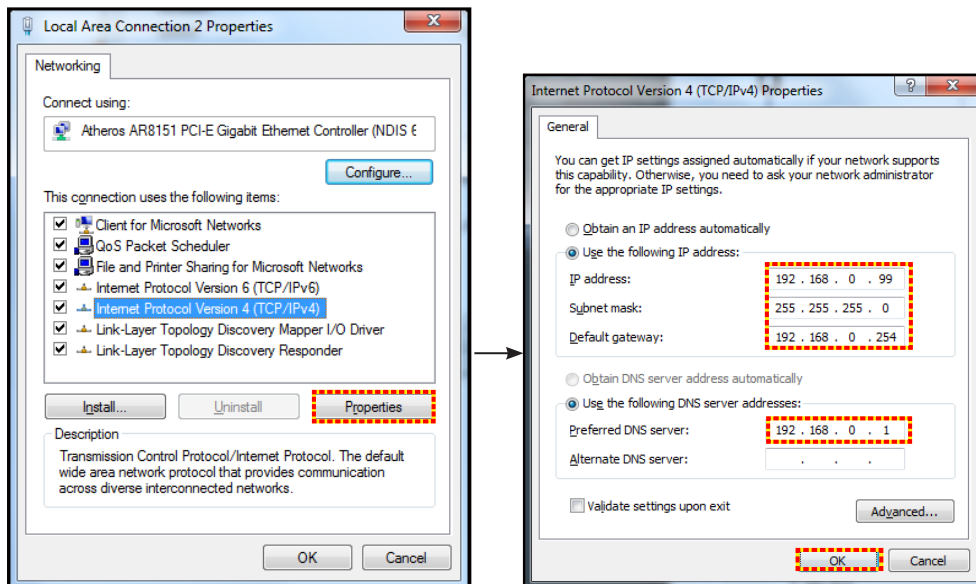 Local Area Connection 2 Properties
Networking
Connect using:
Atheros AR8151 PCI-E Gigabit Ethernet Controller (NDIS 6
Configure...
This connection uses the following items:
Client for Microsoft Networks
QoS Packet Scheduler
File and Printer Sharing for Microsoft Networks
Internet Protocol Version 6 (TCP/IPv6)
Internet Protocol Version 4 (TCP/IPv4)
Link-Layer Topology Discovery Mapper I/O Driver
Link-Layer Topology Discovery Responder
Install...
Uninstall
Properties
Description
Transmission Control Protocol/Internet Protocol. The default
wide area network protocol that provides communication
across diverse interconnected networks.
OK
Cancel
Internet Protocol Version 4 (TCP/IPv4) Properties
General
You can get IP settings assigned automatically if your network supports
this capability. Otherwise, you need to ask your network administrator
for the appropriate IP settings.
Obtain an IP address automatically
Use the following IP address:
IP address: 192 . 168 . 0 . 99
Subnet mask: 255 . 255 . 255 . 0
Default gateway: 192 . 168 . 0 . 254
Obtain DNS server address automatically
Use the following DNS server addresses:
Preferred DNS server: 192 . 168 . 0 . 1
Alternate DNS server: . . .
Validate settings upon exit
Advanced...
OK
Cancel